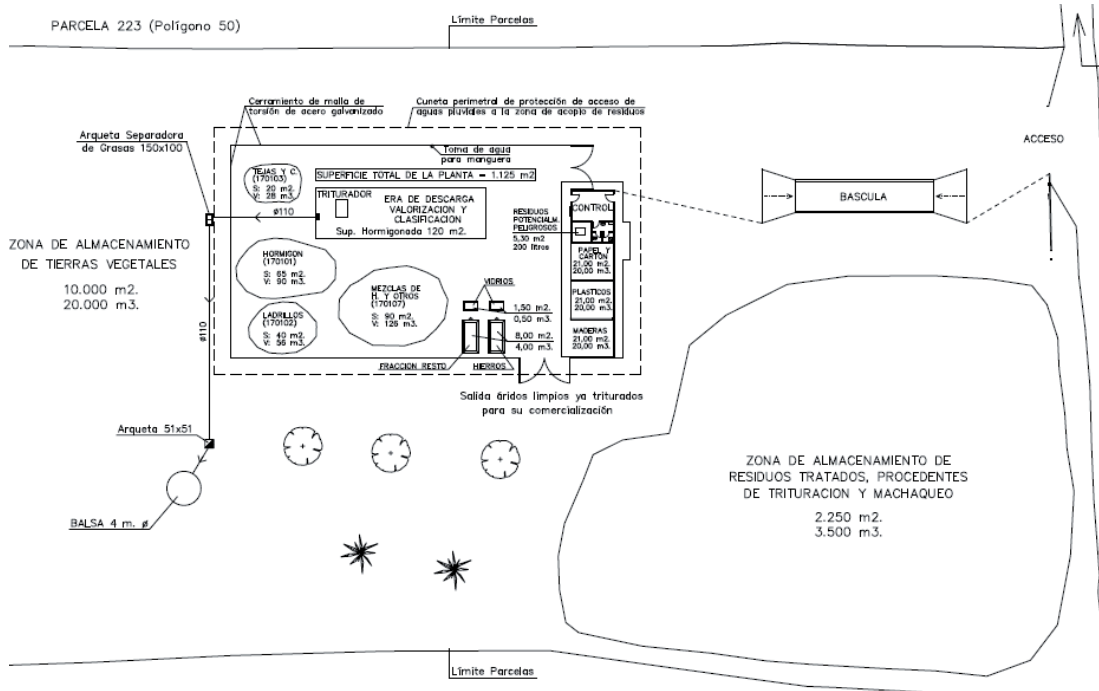 PARCELA 223 (Polígono 50)
Límite Parcelas
Cerramiento de malla de
torsión de acero galvanizado
Cuneta perimetral de protección de acceso de
aguas pluviales a la zona de acopio de residuos
Arqueta Separadora
de Grasas 150x100
Toma de agua
para manguera
ACCESO
TEJAS Y C.
(170103)
S: 20 m2.
V: 28 m3.
SUPERFICIE TOTAL DE LA PLANTA = 1.125 m2
TRITURADOR
ERA DE DESCARGA
VALORIZACION Y
CLASIFICACION
Sup. Hormigonada 120 m2.
ø110
CONTROL
BASCULA
RESIDUOS
POTENCIALM.
PELIGROSOS
5,30 m2
200 litros
ZONA DE ALMACENAMIENTO
DE TIERRAS VEGETALES
10.000 m2.
20.000 m3.
HORMIGON
(170101)
S: 65 m2.
V: 90 m3.
PAPEL Y
CARTON
21,00 m2.
20,00 m3.
MEZCLAS DE
H. Y OTROS
(170107)
S: 90 m2.
V: 126 m3.
VIDRIOS
1,50 m2.
0,50 m3.
PLASTICOS
21,00 m2.
20,00 m3.
LADRILLOS
(170102)
S: 40 m2.
V: 56 m3.
ø110
8,00 m2.
4,00 m3.
MADERAS
21,00 m2.
20,00 m3.
FRACCION RESTO
HIERROS
Salida áridos limpios ya triturados
para su comercialización
Arqueta 51x51
BALSA 4 m. ø
ZONA DE ALMACENAMIENTO DE
RESIDUOS TRATADOS, PROCEDENTES
DE TRITURACION Y MACHAQUEO
2.250 m2.
3.500 m3.
Límite Parcelas